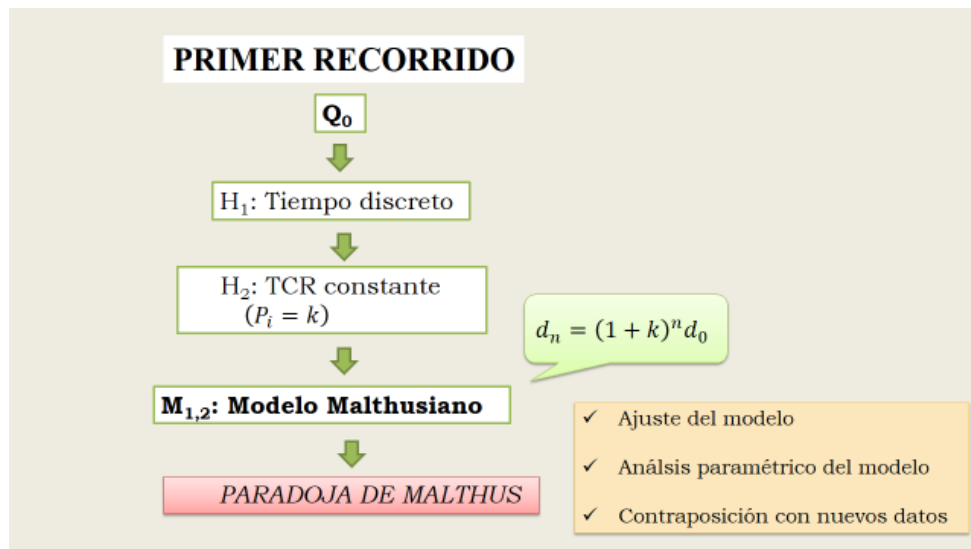 PRIMER RECORRIDO
Q₀
H₁: Tiempo discreto
H₂: TCR constante
(Pᵢ = k)
dₙ = (1 + k)ⁿd₀
M₁,₂: Modelo Malthusiano
PARADOJA DE MALTHUS
✓ Ajuste del modelo
✓ Análsis paramétrico del modelo
✓ Contraposición con nuevos datos